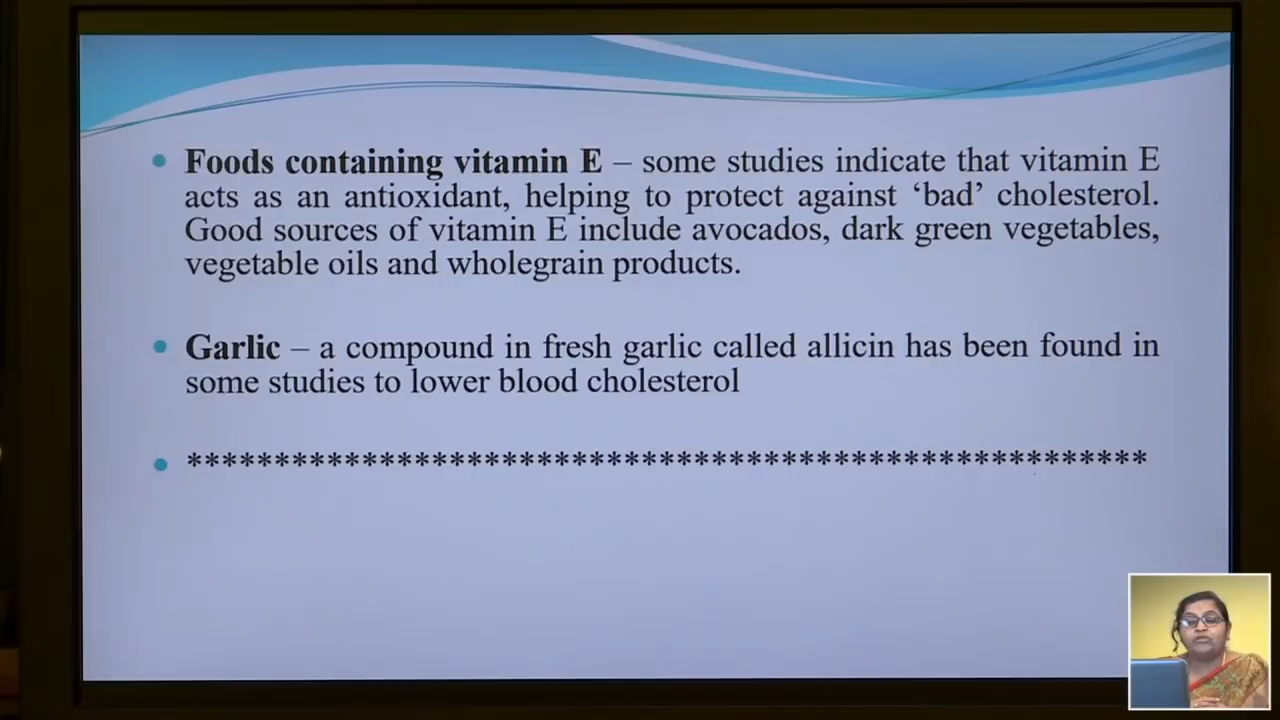 • Foods containing vitamin E – some studies indicate that vitamin E
acts as an antioxidant, helping to protect against ‘bad’ cholesterol.
Good sources of vitamin E include avocados, dark green vegetables,
vegetable oils and wholegrain products.
• Garlic – a compound in fresh garlic called allicin has been found in
some studies to lower blood cholesterol
• *******************************************************